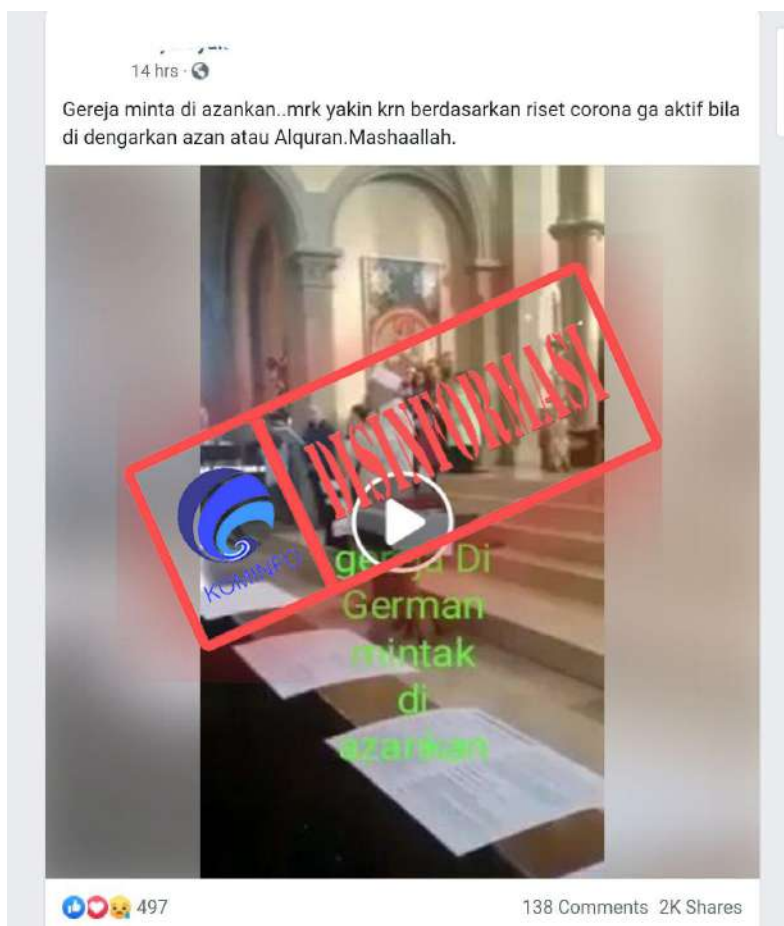 14 hrs ·
Gereja minta di azankan..mrk yakin krn berdasarkan riset corona ga aktif bila
di dengarkan azan atau Alquran.Mashaallah.
DISINFORMASI
KOMINFO
gereja Di
German
mintak
di
azankan
497
138 Comments 2K Shares